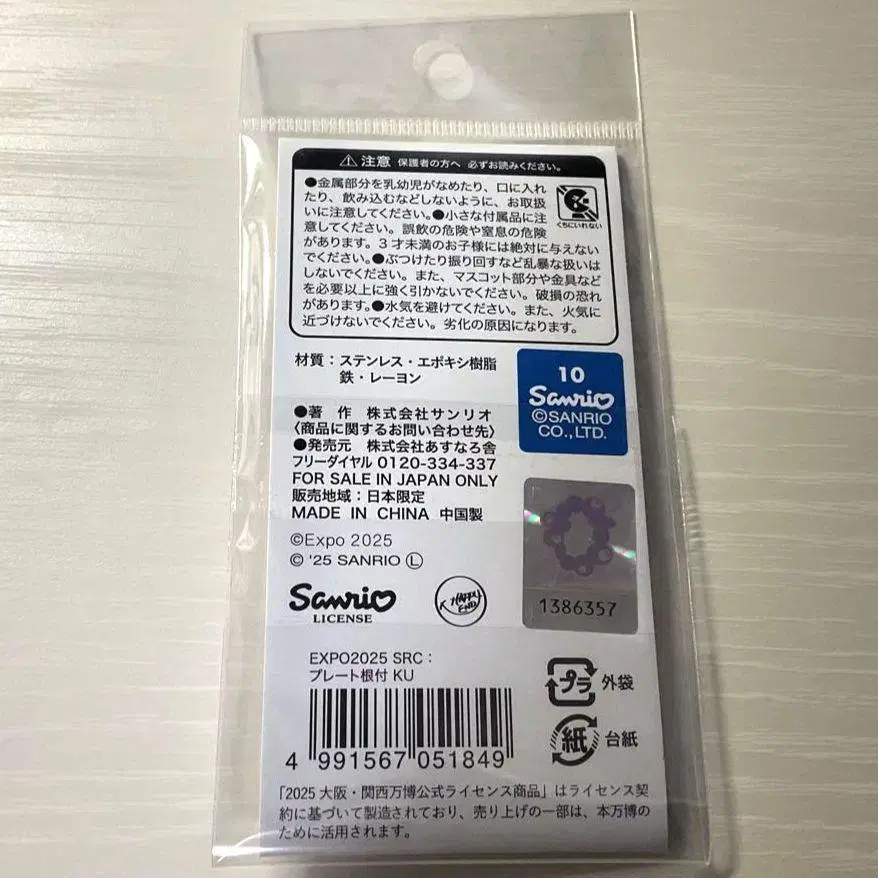 ⚠注意 保護者の方へ 必ずお読みください。
●金属部分を乳幼児がなめたり、口に入れ
たり、飲み込むなどしないように、お取扱
いに注意してください。●小さな付属品に注
意してください。誤飲の危険や窒息の危険
があります。3才未満のお子様には絶対に与えない
でください。●ぶつけたり振り回すなど乱暴な扱いは
しないでください。また、マスコット部分や金具など
を必要以上に強く引かないでください。破損の恐れ
があります。●水気を避けてください。また、火気に
近づけないでください。劣化の原因になります。
くちにいれない
材質：ステンレス・エポキシ樹脂
鉄・レーヨン
10
Sanrio
©SANRIO
CO.,LTD.
●著 作 株式会社サンリオ
〈商品に関するお問い合わせ先〉
●発売元 株式会社あすなろ舎
フリーダイヤル 0120-334-337
FOR SALE IN JAPAN ONLY
販売地域：日本限定
MADE IN CHINA 中国製
©Expo 2025
© '25 SANRIO Ⓛ
1386357
Sanrio
LICENSE
HAPPY
END
EXPO2025 SRC：
プレート根付 KU
4 991567 051849
プラ 外袋
紙 台紙
「2025 大阪・関西万博公式ライセンス商品」はライセンス契
約に基づいて製造されており、売り上げの一部は、本万博の
ために活用されます。